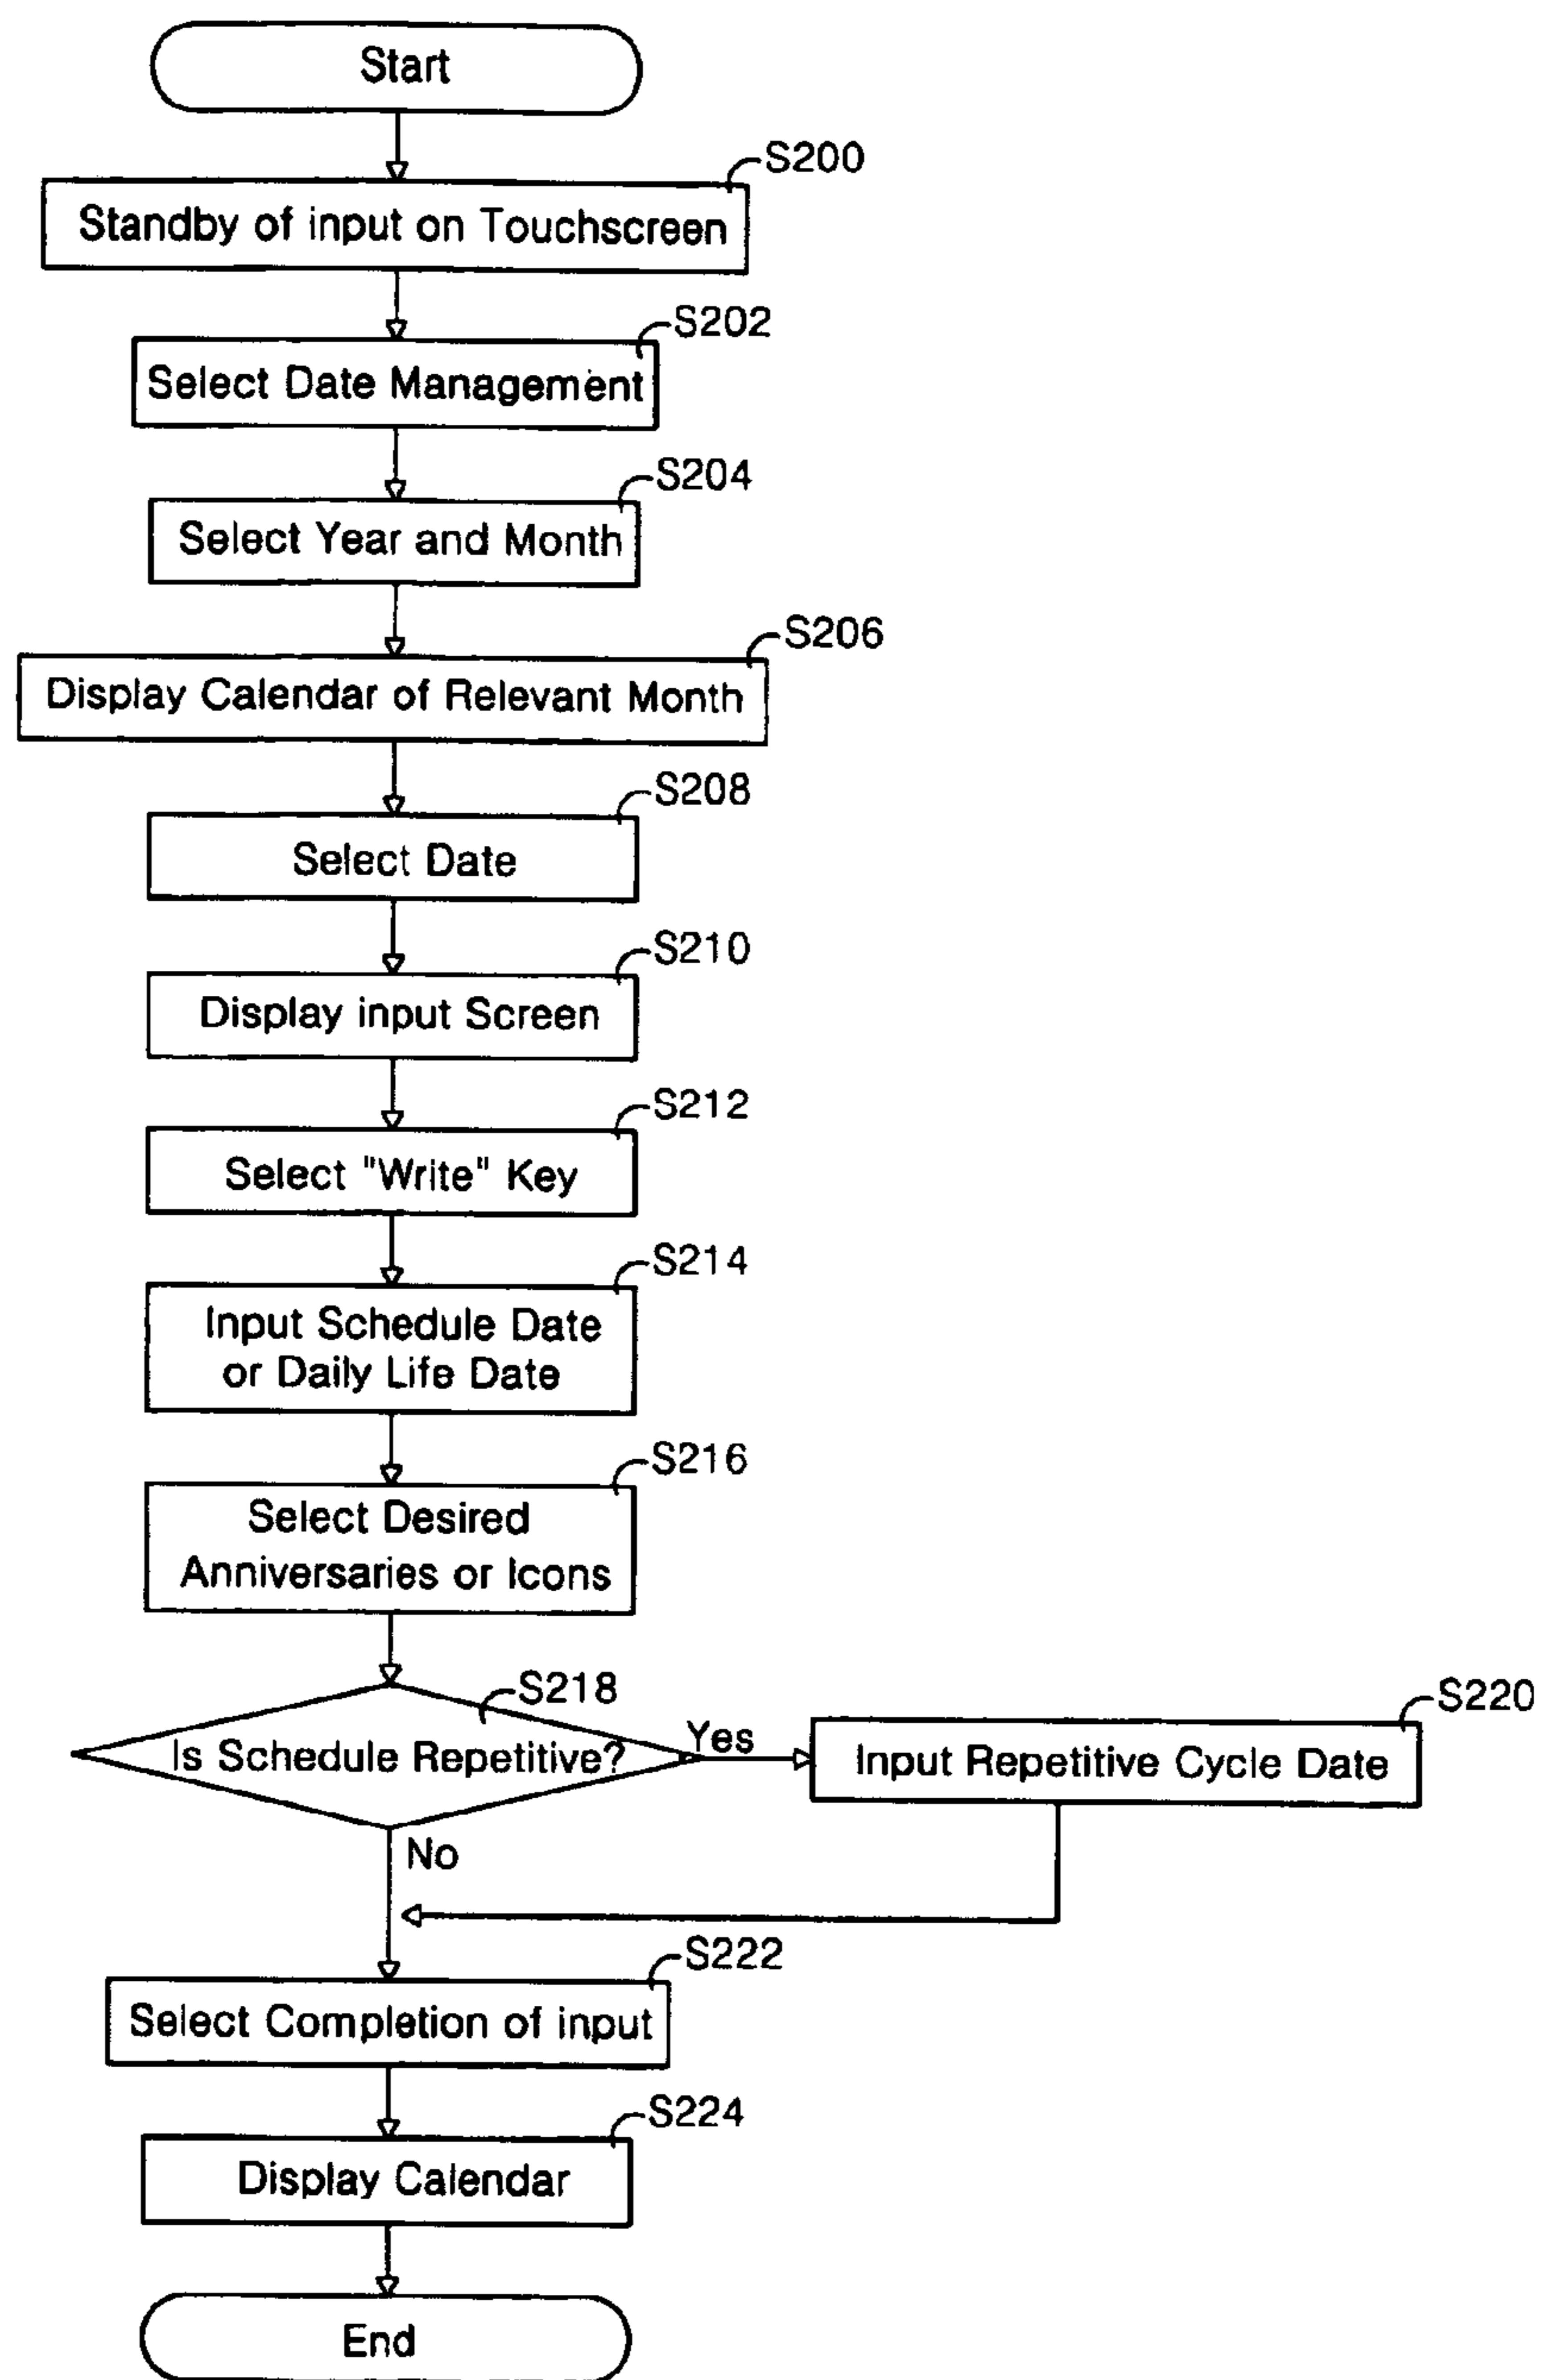 Start
S200
Standby of input on Touchscreen
S202
Select Date Management
S204
Select Year and Month
S206
Display Calendar of Relevant Month
S208
Select Date
S210
Display input Screen
S212
Select "Write" Key
S214
Input Schedule Date
or Daily Life Date
S216
Select Desired
Anniversaries or Icons
S218
Is Schedule Repetitive?
Yes
S220
Input Repetitive Cycle Date
No
S222
Select Completion of input
S224
Display Calendar
End